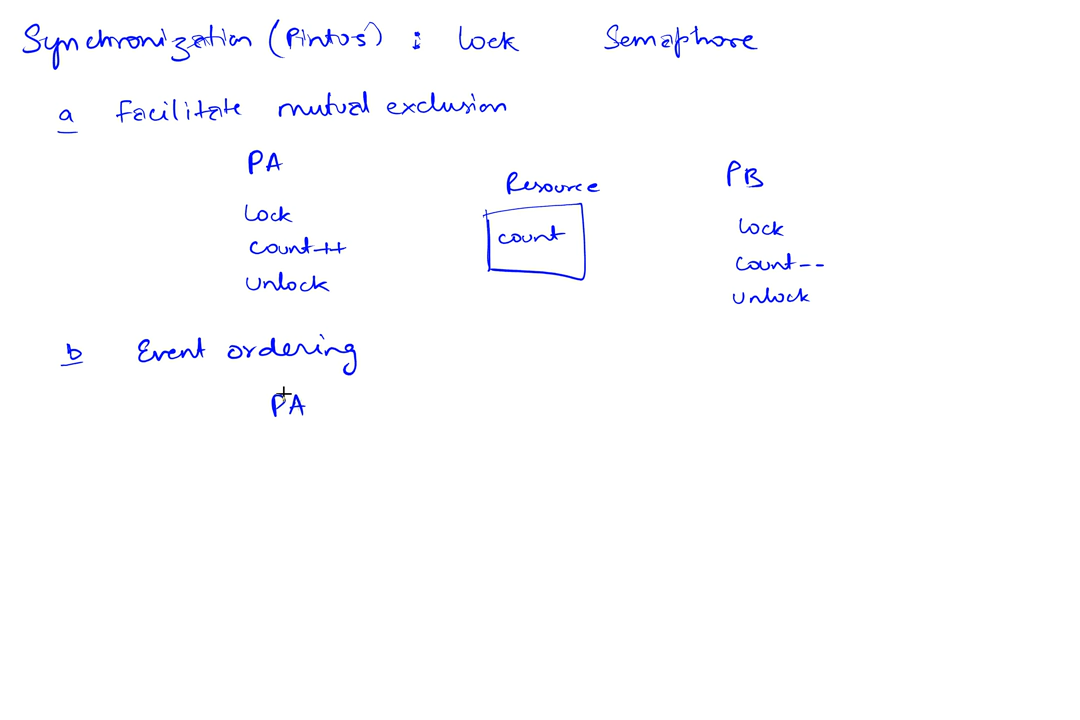 Synchronization (Pintos) : lock Semaphore
a Facilitate mutual exclusion
PA Resource PB
lock count lock
count++ count--
unlock unlock
b Event ordering
PA